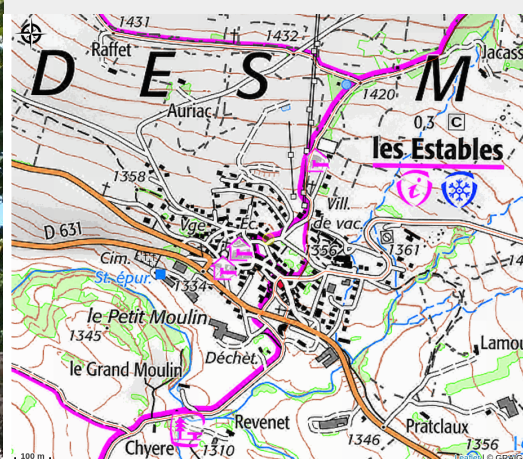 1431
1432
Raffet
Jacass
D E S M
1420
Auriac
0,3 C
les Estables
1358
Vill.
de vac.
Vge
EC.
D 631
1356
1361
Cim.
St. épur.
1334
le Petit Moulin
1345
Déchèt.
le Grand Moulin
Lamou
Revenet
Pratclaux
Chyere
1310
1346
1356
100 m